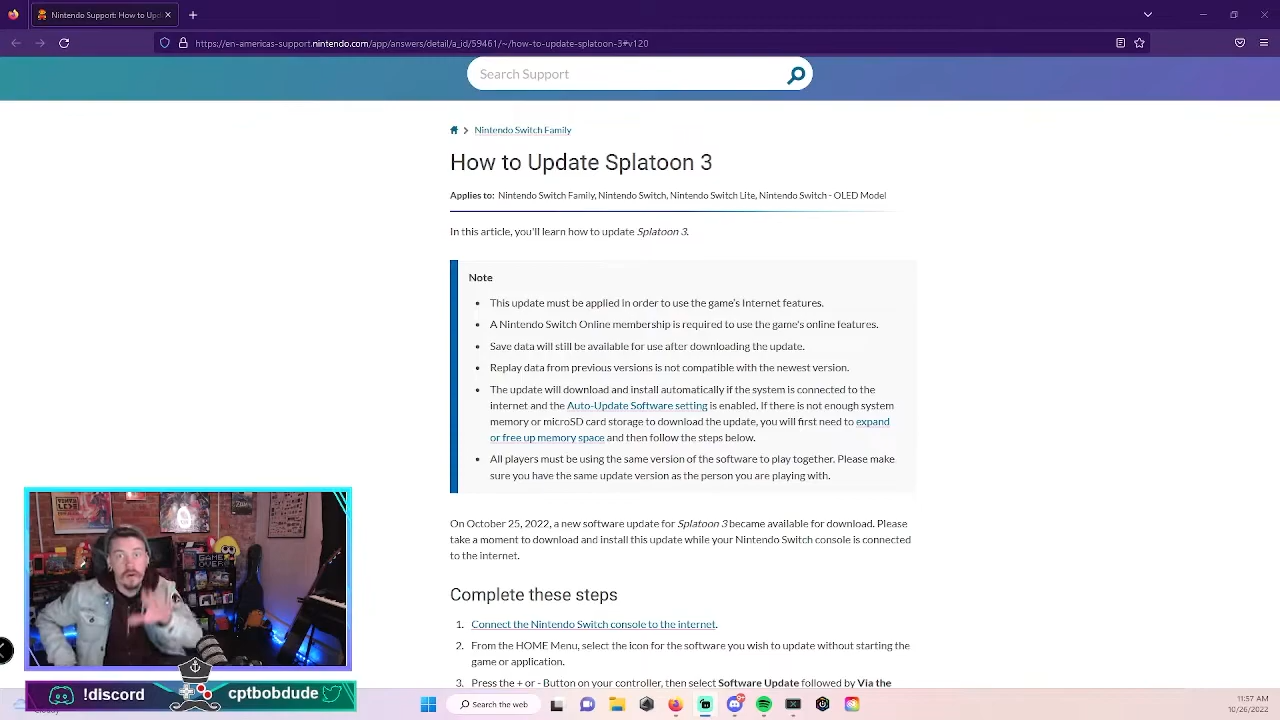 Nintendo Support: How to Upd
https://en-americas-support.nintendo.com/app/answers/detail/a_id/59461/~/how-to-update-splatoon-3#v120
Search Support
Nintendo Switch Family
How to Update Splatoon 3
Applies to: Nintendo Switch Family, Nintendo Switch, Nintendo Switch Lite, Nintendo Switch - OLED Model
In this article, you'll learn how to update Splatoon 3.
Note
• This update must be applied in order to use the game's Internet features.
• A Nintendo Switch Online membership is required to use the game's online features.
• Save data will still be available for use after downloading the update.
• Replay data from previous versions is not compatible with the newest version.
• The update will download and install automatically if the system is connected to the
internet and the Auto-Update Software setting is enabled. If there is not enough system
memory or microSD card storage to download the update, you will first need to expand
or free up memory space and then follow the steps below.
• All players must be using the same version of the software to play together. Please make
sure you have the same update version as the person you are playing with.
On October 25, 2022, a new software update for Splatoon 3 became available for download. Please
take a moment to download and install this update while your Nintendo Switch console is connected
to the internet.
Complete these steps
1. Connect the Nintendo Switch console to the internet.
2. From the HOME Menu, select the icon for the software you wish to update without starting the
game or application.
3. Press the + or - Button on your controller, then select Software Update followed by Via the
GAME
OVER
!discord
cptbobdude
Cloudy
Search the web
11:57 AM
10/26/2022